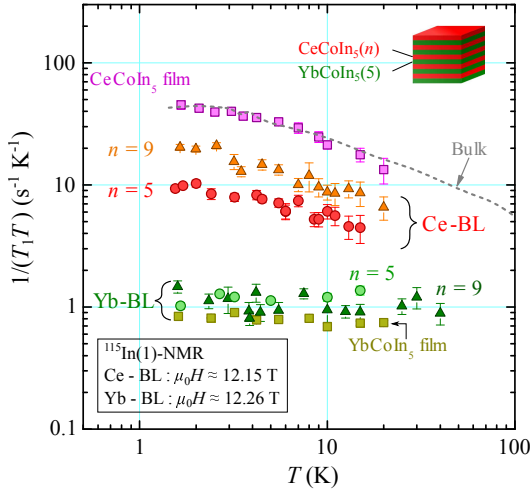 100
10
1
0.1
1
10
100
1/(T₁T) (s⁻¹ K⁻¹)
T (K)
CeCoIn₅(n)
YbCoIn₅(5)
CeCoIn₅ film
n = 9
n = 5
Bulk
Ce-BL
n = 5
n = 9
Yb-BL
YbCoIn₅ film
¹¹⁵In(1)-NMR
Ce - BL : μ₀H ≈ 12.15 T
Yb - BL : μ₀H ≈ 12.26 T